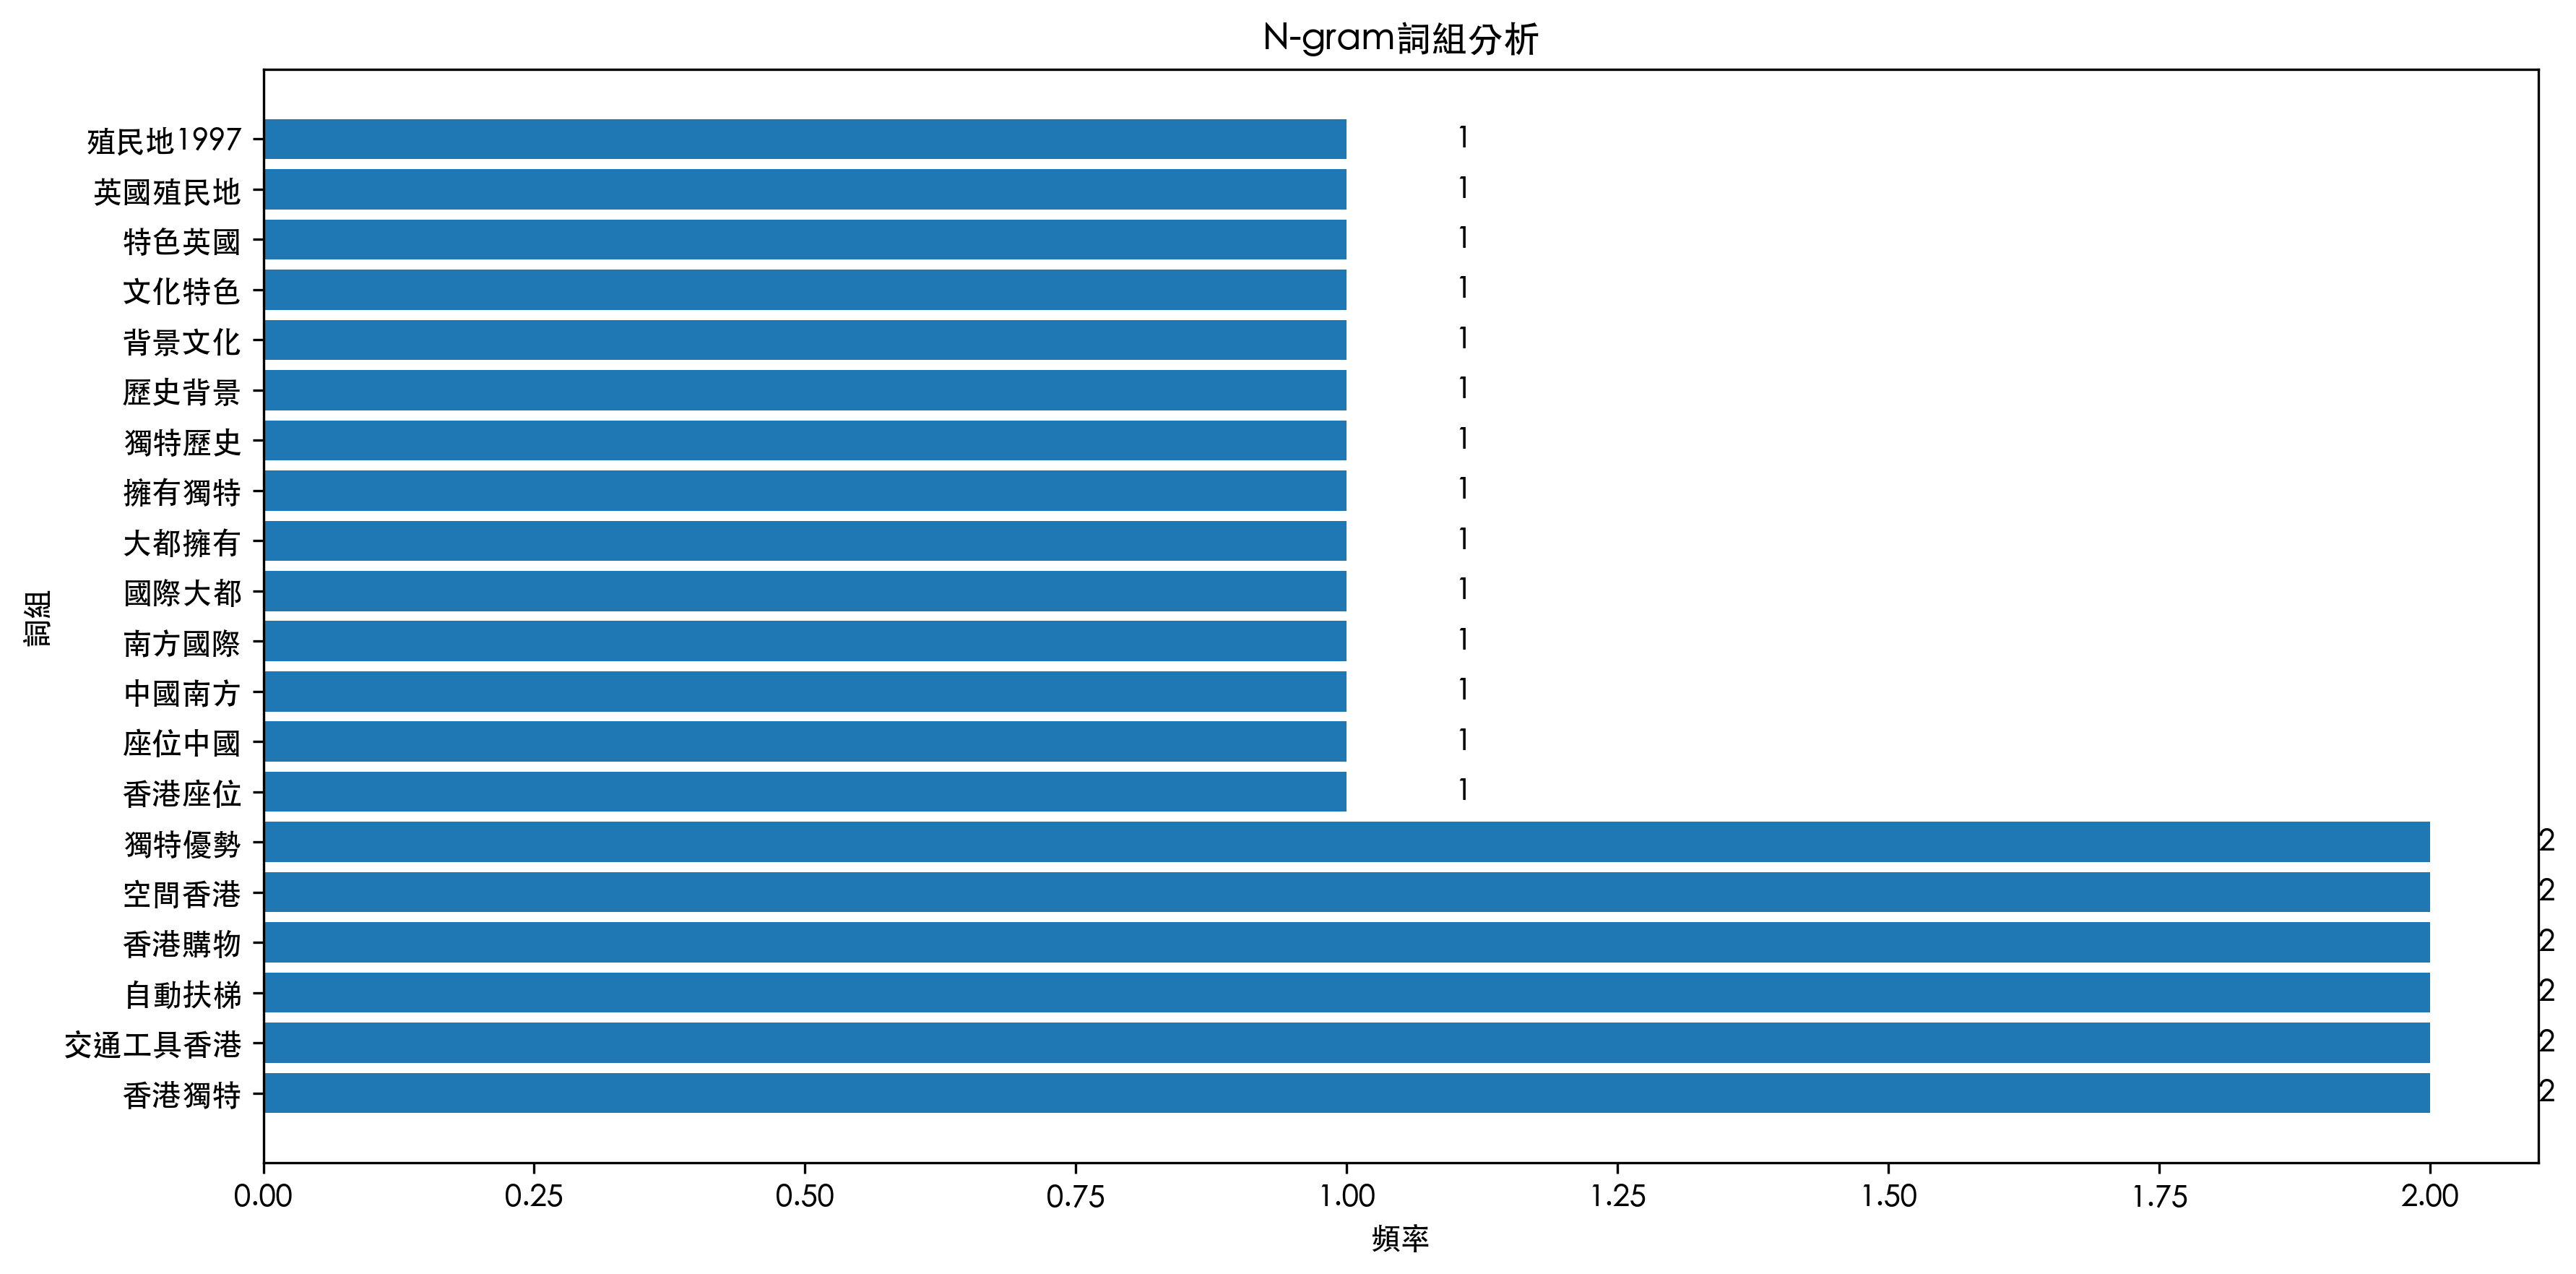 N-gram詞組分析
詞組
殖民地1997 1
英國殖民地 1
特色英國 1
文化特色 1
背景文化 1
歷史背景 1
獨特歷史 1
擁有獨特 1
大都擁有 1
國際大都 1
南方國際 1
中國南方 1
座位中國 1
香港座位 1
獨特優勢 2
空間香港 2
香港購物 2
自動扶梯 2
交通工具香港 2
香港獨特 2
0.00 0.25 0.50 0.75 1.00 1.25 1.50 1.75 2.00
頻率